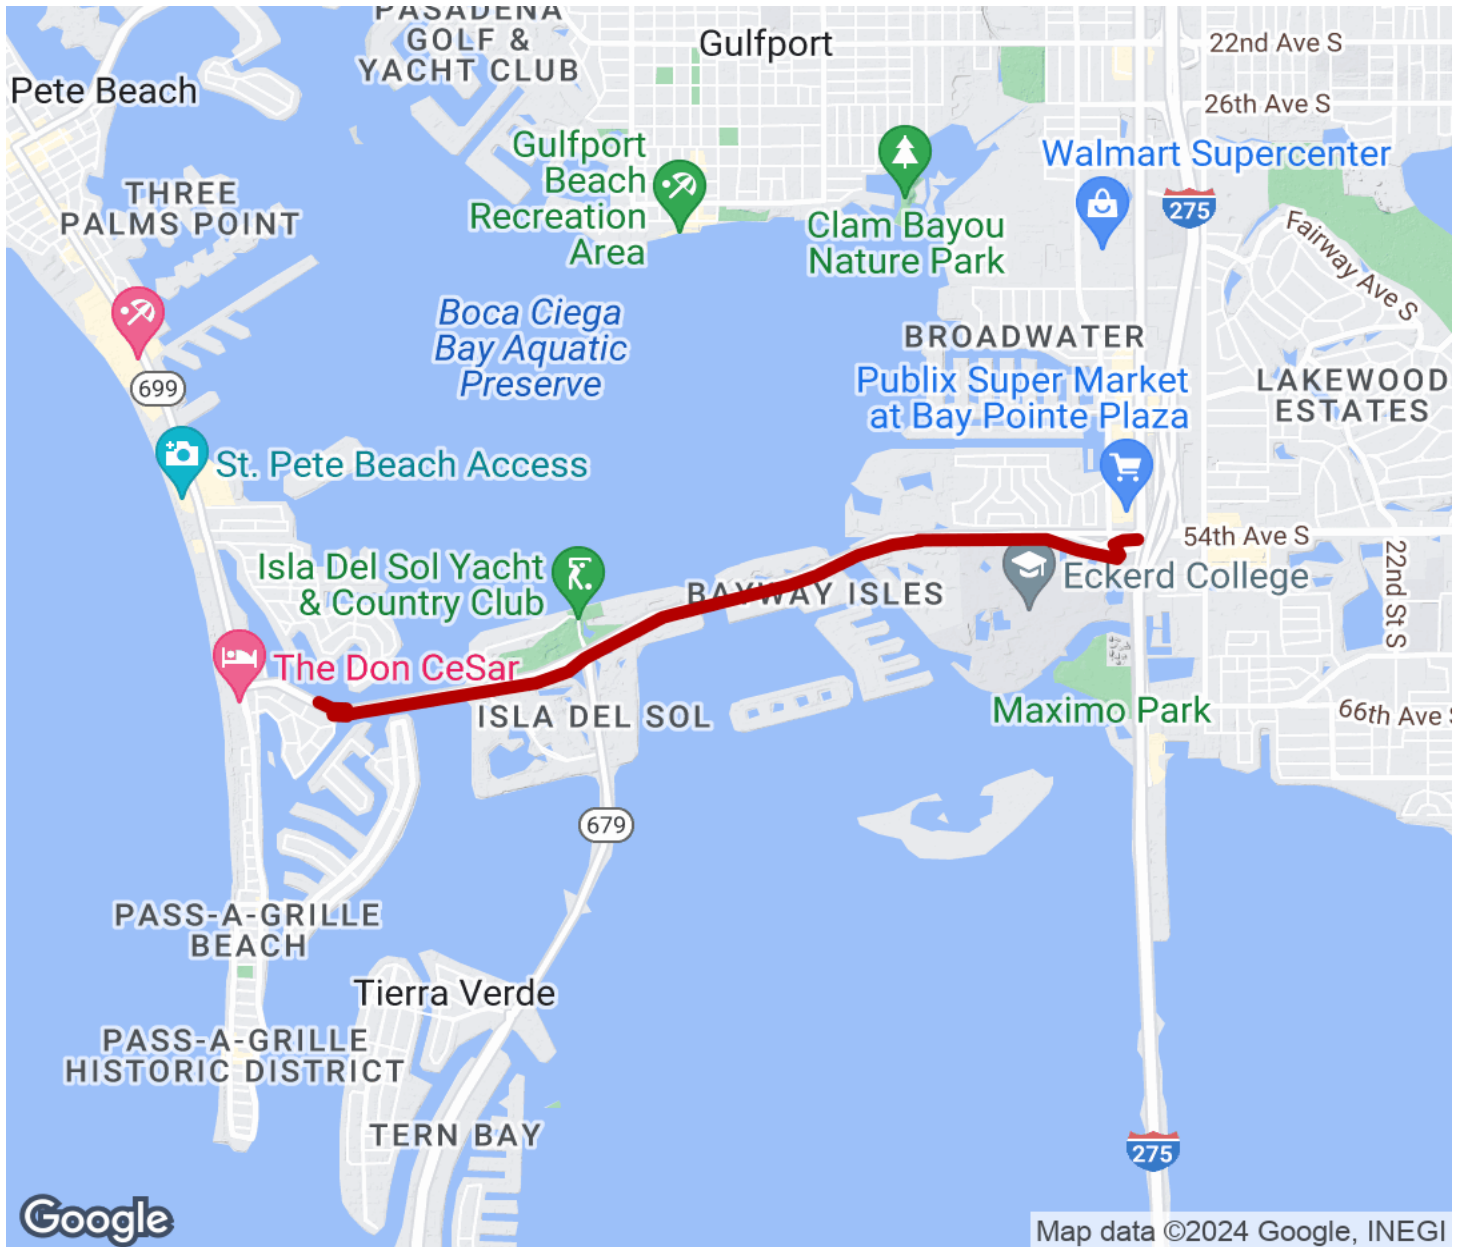 PASADENA
GOLF &
YACHT CLUB
Gulfport
22nd Ave S
Pete Beach
26th Ave S
Gulfport
Beach
Recreation
Area
Walmart Supercenter
THREE
PALMS POINT
275
Clam Bayou
Nature Park
Fairway Ave S
Boca Ciega
Bay Aquatic
Preserve
BROADWATER
699
Publix Super Market
at Bay Pointe Plaza
LAKEWOOD
ESTATES
St. Pete Beach Access
54th Ave S
22nd St S
Isla Del Sol Yacht
& Country Club
BAYWAY ISLES
Eckerd College
The Don CeSar
ISLA DEL SOL
Maximo Park
66th Ave S
679
PASS-A-GRILLE
BEACH
Tierra Verde
PASS-A-GRILLE
HISTORIC DISTRICT
TERN BAY
275
Google
Map data ©2024 Google, INEGI